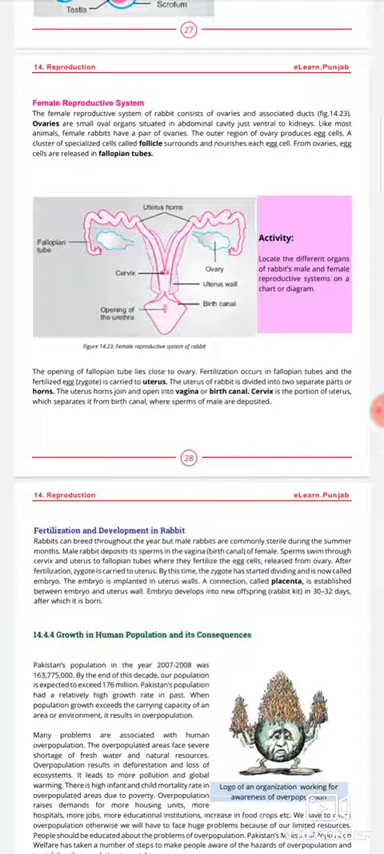 Testis
Scrotum
27
14. Reproduction
eLearn.Punjab
Female Reproductive System
The female reproductive system of rabbit consists of ovaries and associated ducts (fig.14.23).
Ovaries are small oval organs situated in abdominal cavity just ventral to kidneys. Like most
animals, female rabbits have a pair of ovaries. The outer region of ovary produces egg cells. A
cluster of specialized cells called follicle surrounds and nourishes each egg cell. From ovaries, egg
cells are released in fallopian tubes.
Uterus horns
Fallopian
tube
Cervix
Ovary
Uterus wall
Birth canal
Opening of
the urethra
Activity:
Locate the different organs
of rabbit's male and female
reproductive systems on a
chart or diagram.
Figure 14.23: Female reproductive system of rabbit
The opening of fallopian tube lies close to ovary. Fertilization occurs in fallopian tubes and the
fertilized egg (zygote) is carried to uterus. The uterus of rabbit is divided into two separate parts or
horns. The uterus horns join and open into vagina or birth canal. Cervix is the portion of uterus,
which separates it from birth canal, where sperms of male are deposited.
28
14. Reproduction
eLearn.Punjab
Fertilization and Development in Rabbit
Rabbits can breed throughout the year but male rabbits are commonly sterile during the summer
months. Male rabbit deposits its sperms in the vagina (birth canal) of female. Sperms swim through
cervix and uterus to fallopian tubes where they fertilize the egg cells, released from ovary. After
fertilization, zygote is carried to uterus. By this time, the zygote has started dividing and is now called
embryo. The embryo is implanted in uterus walls. A connection, called placenta, is established
between embryo and uterus wall. Embryo develops into new offspring (rabbit kit) in 30-32 days,
after which it is born.
14.4.4 Growth in Human Population and its Consequences
Pakistan's population in the year 2007-2008 was
163,775,000. By the end of this decade, our population
is expected to exceed 176 million. Pakistan's population
had a relatively high growth rate in past. When
population growth exceeds the carrying capacity of an
area or environment, it results in overpopulation.
Many problems are associated with human
overpopulation. The overpopulated areas face severe
shortage of fresh water and natural resources.
Overpopulation results in deforestation and loss of
ecosystems. It leads to more pollution and global
warming. There is high infant and child mortality rate in
overpopulated areas due to poverty. Overpopulation
raises demands for more housing units, more
Logo of an organization working for
awareness of
hospitals, more jobs, more educational institutions, increase in food crops etc. We
overpopulation otherwise we will have to face huge problems because of our limited resources.
People should be educated about the problems of overpopulation. Pakistan's
Welfare has taken a number of steps to make people aware of the hazards of overpopulation and